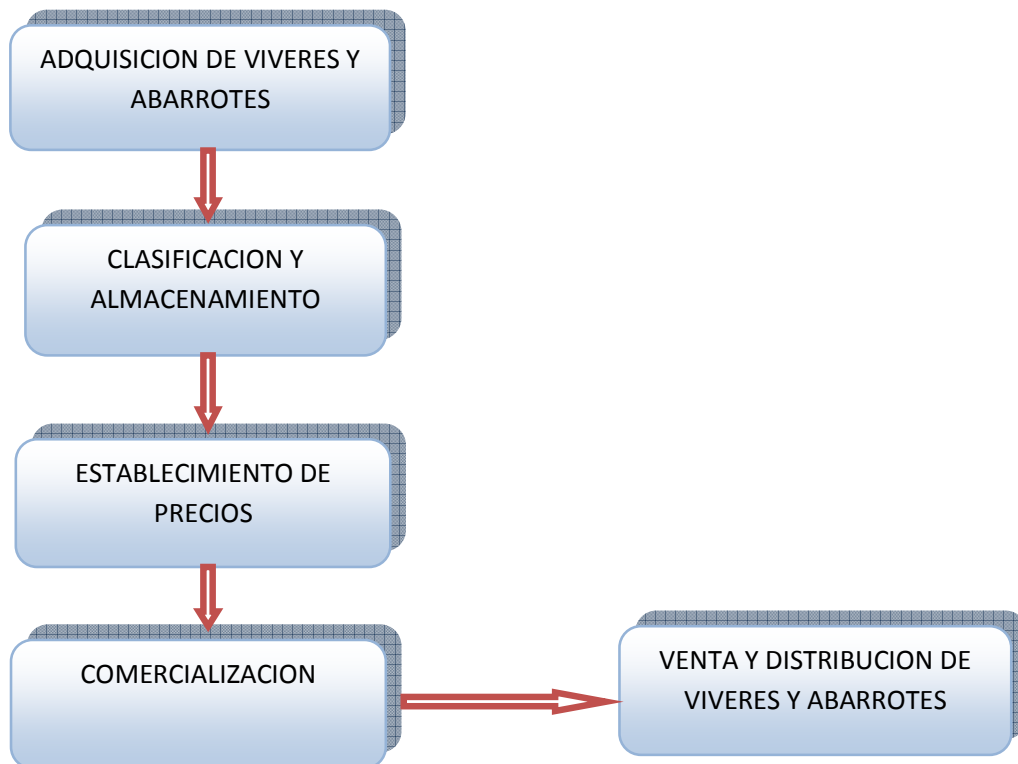 ADQUISICION DE VIVERES Y
ABARROTES
CLASIFICACION Y
ALMACENAMIENTO
ESTABLECIMIENTO DE
PRECIOS
COMERCIALIZACION
VENTA Y DISTRIBUCION DE
VIVERES Y ABARROTES